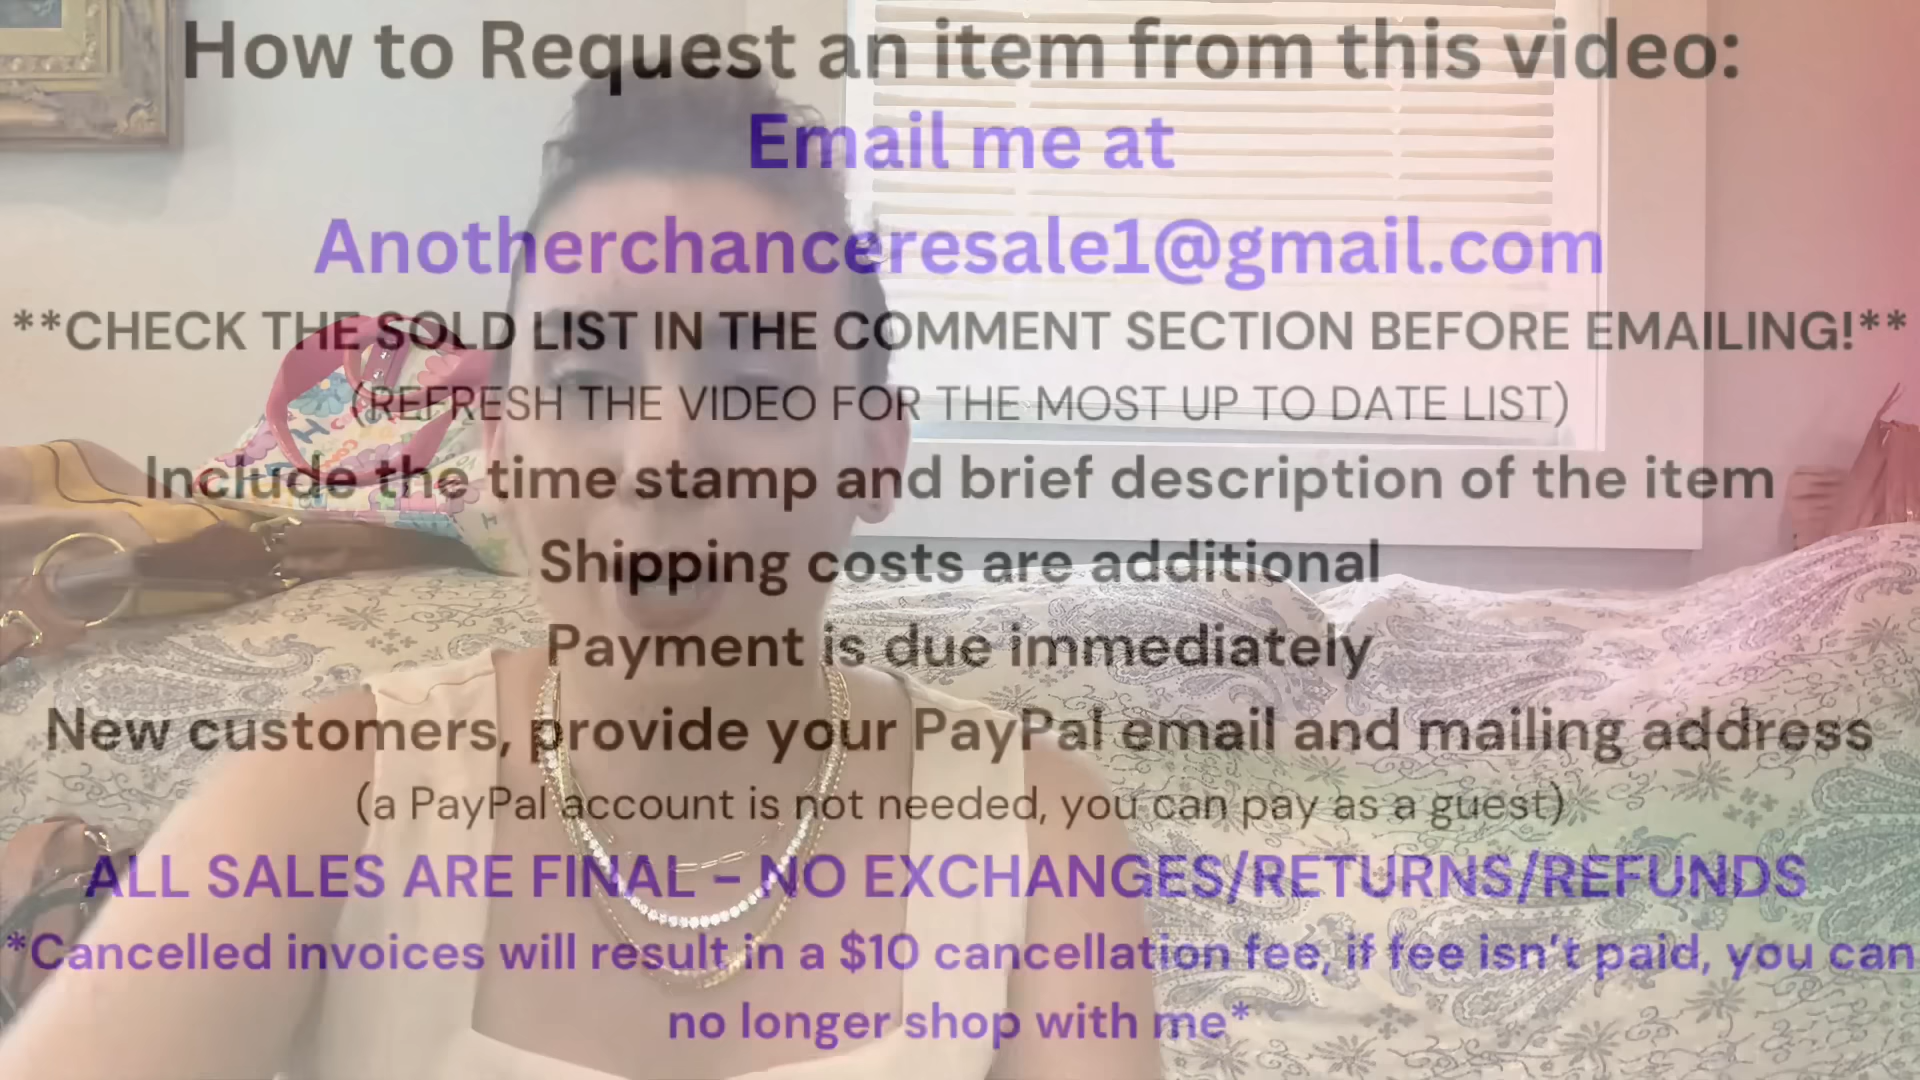 How to Request an item from this video:
Email me at
Anotherchanceresale1@gmail.com
**CHECK THE SOLD LIST IN THE COMMENT SECTION BEFORE EMAILING!**
(REFRESH THE VIDEO FOR THE MOST UP TO DATE LIST)
Include the time stamp and brief description of the item
Shipping costs are additional
Payment is due immediately
New customers, provide your PayPal email and mailing address
(a PayPal account is not needed, you can pay as a guest)
ALL SALES ARE FINAL - NO EXCHANGES/RETURNS/REFUNDS
*Cancelled invoices will result in a $10 cancellation fee, if fee isn't paid, you can
no longer shop with me*